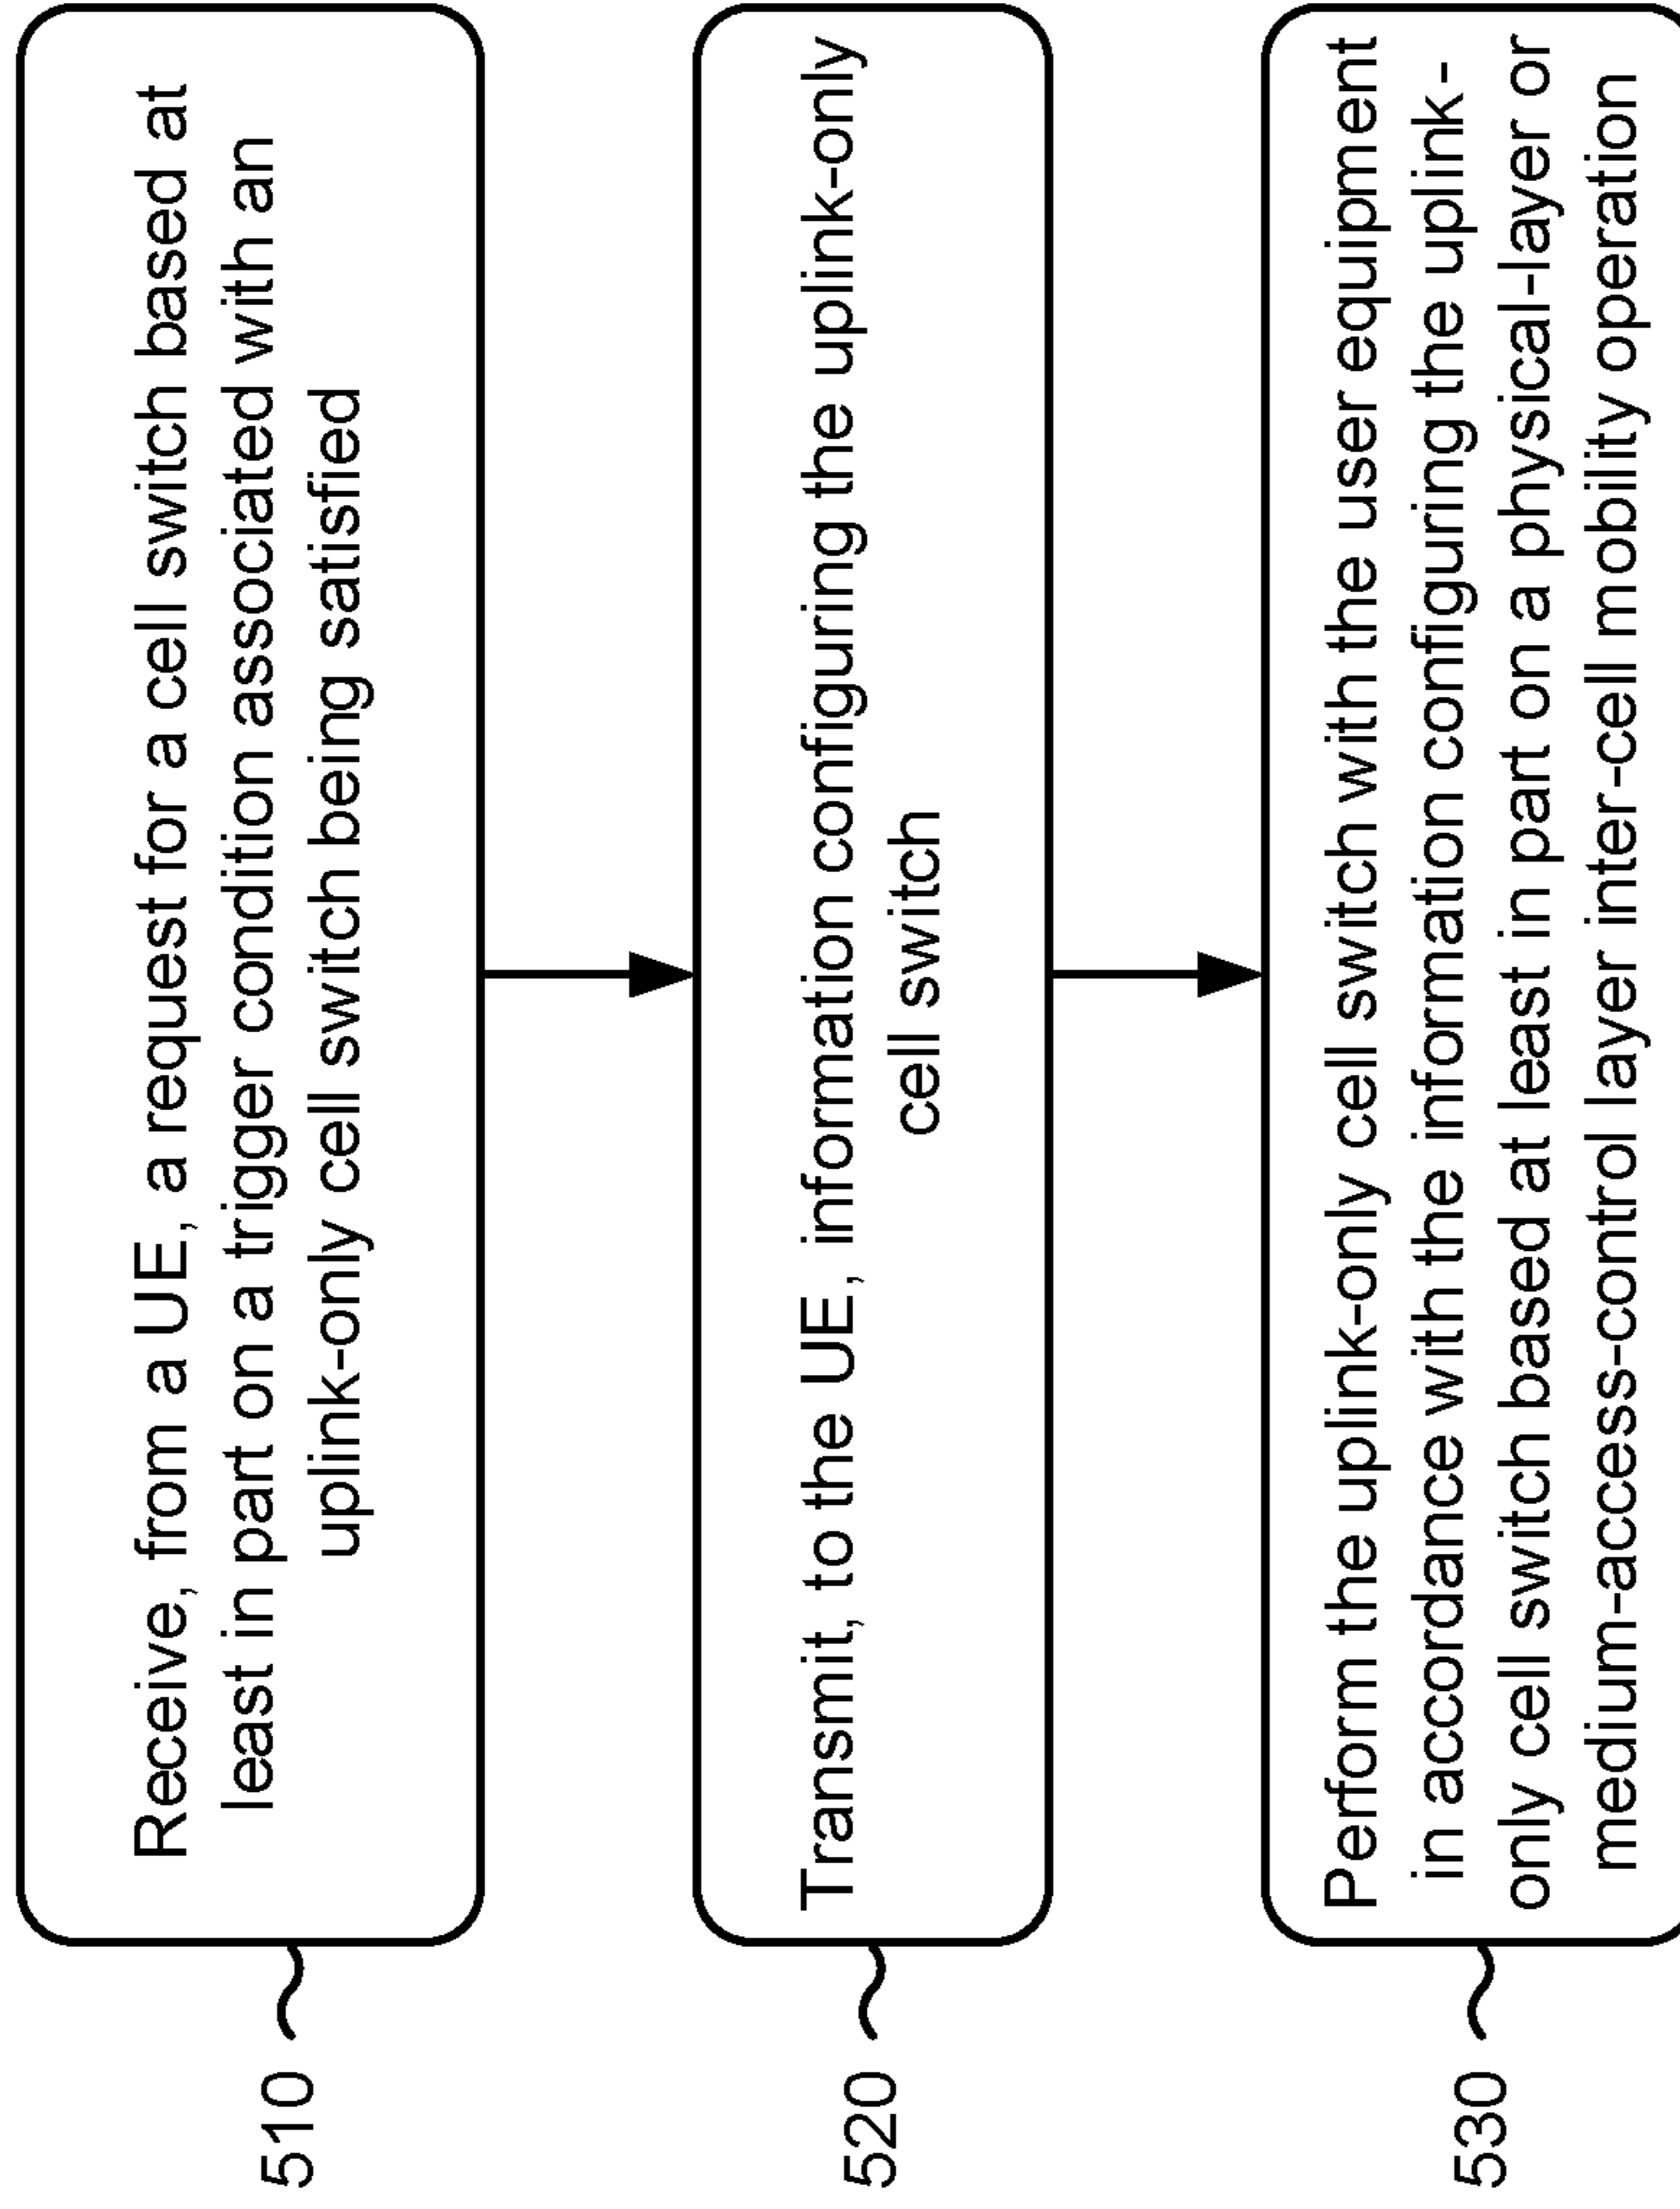 510
Receive, from a UE, a request for a cell switch based at
least in part on a trigger condition associated with an
uplink-only cell switch being satisfied
520
Transmit, to the UE, information configuring the uplink-only
cell switch
530
Perform the uplink-only cell switch with the user equipment
in accordance with the information configuring the uplink-
only cell switch based at least in part on a physical-layer or
medium-access-control layer inter-cell mobility operation